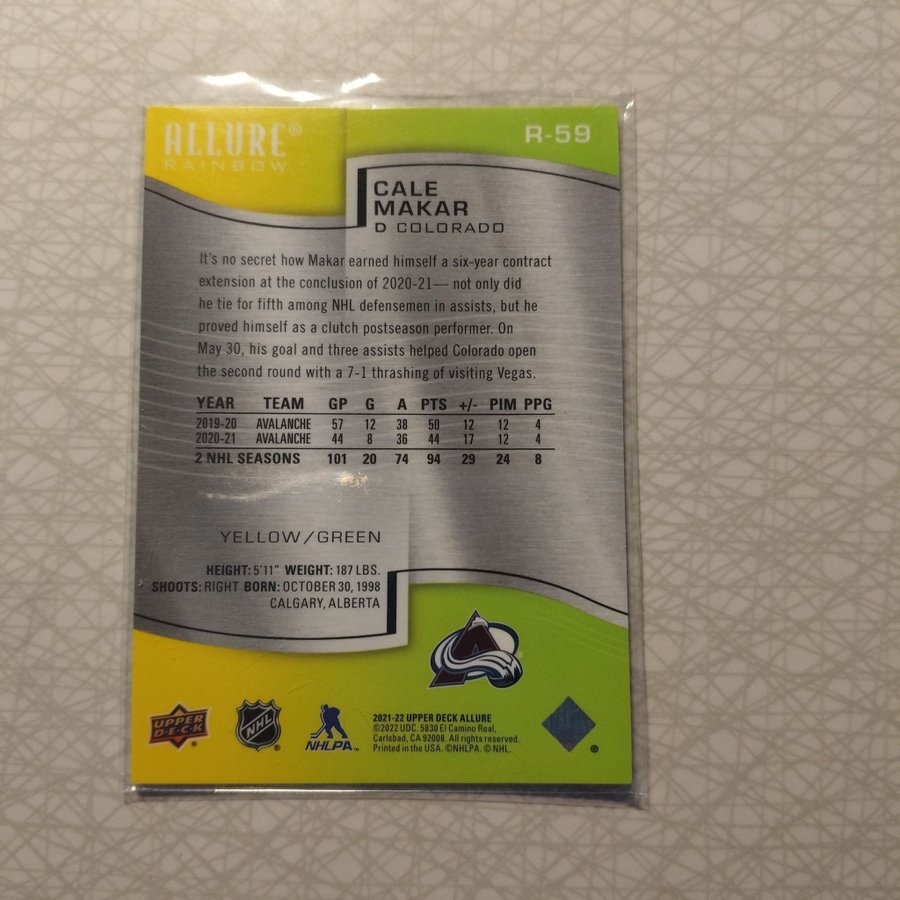 ALLURE®
RAINBOW
R-59
CALE
MAKAR
D COLORADO
It's no secret how Makar earned himself a six-year contract
extension at the conclusion of 2020-21— not only did
he tie for fifth among NHL defensemen in assists, but he
proved himself as a clutch postseason performer. On
May 30, his goal and three assists helped Colorado open
the second round with a 7-1 thrashing of visiting Vegas.
YEAR TEAM GP G A PTS +/- PIM PPG
2019-20 AVALANCHE 57 12 38 50 12 12 4
2020-21 AVALANCHE 44 8 36 44 17 12 4
2 NHL SEASONS 101 20 74 94 29 24 8
YELLOW/GREEN
HEIGHT: 5'11" WEIGHT: 187 LBS.
SHOOTS: RIGHT BORN: OCTOBER 30, 1998
CALGARY, ALBERTA
UPPER
D•E•C•K
NHL
®
NHLPA™
2021-22 UPPER DECK ALLURE
©2022 UDC. 5830 El Camino Real,
Carlsbad, CA 92008. All rights reserved.
Printed in the USA. ©NHLPA. © NHL.
®